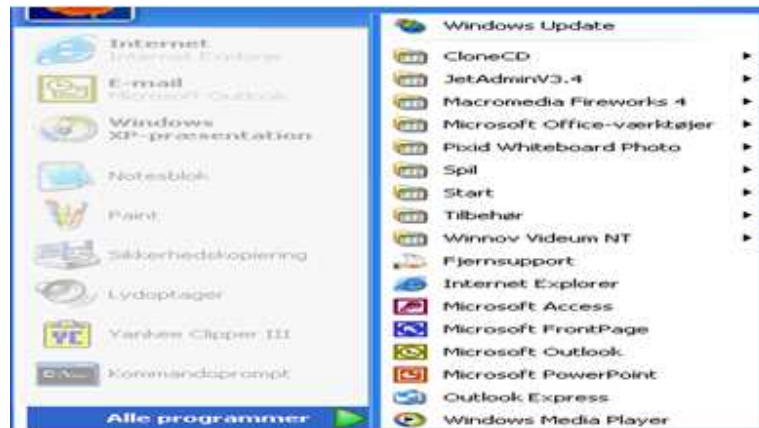 Internet
Internet Explorer
E-mail
Microsoft Outlook
Windows
XP-præsentation
Notesblok
Paint
Sikkerhedskopiering
Lydoptager
Yankee Clipper III
Kommandoprompt
Alle programmer
Windows Update
CloneCD
JetAdminV3.4
Macromedia Fireworks 4
Microsoft Office-værktøjer
Pixid Whiteboard Photo
Spil
Start
Tilbehør
Winnov Videum NT
Fjernsupport
Internet Explorer
Microsoft Access
Microsoft FrontPage
Microsoft Outlook
Microsoft PowerPoint
Outlook Express
Windows Media Player